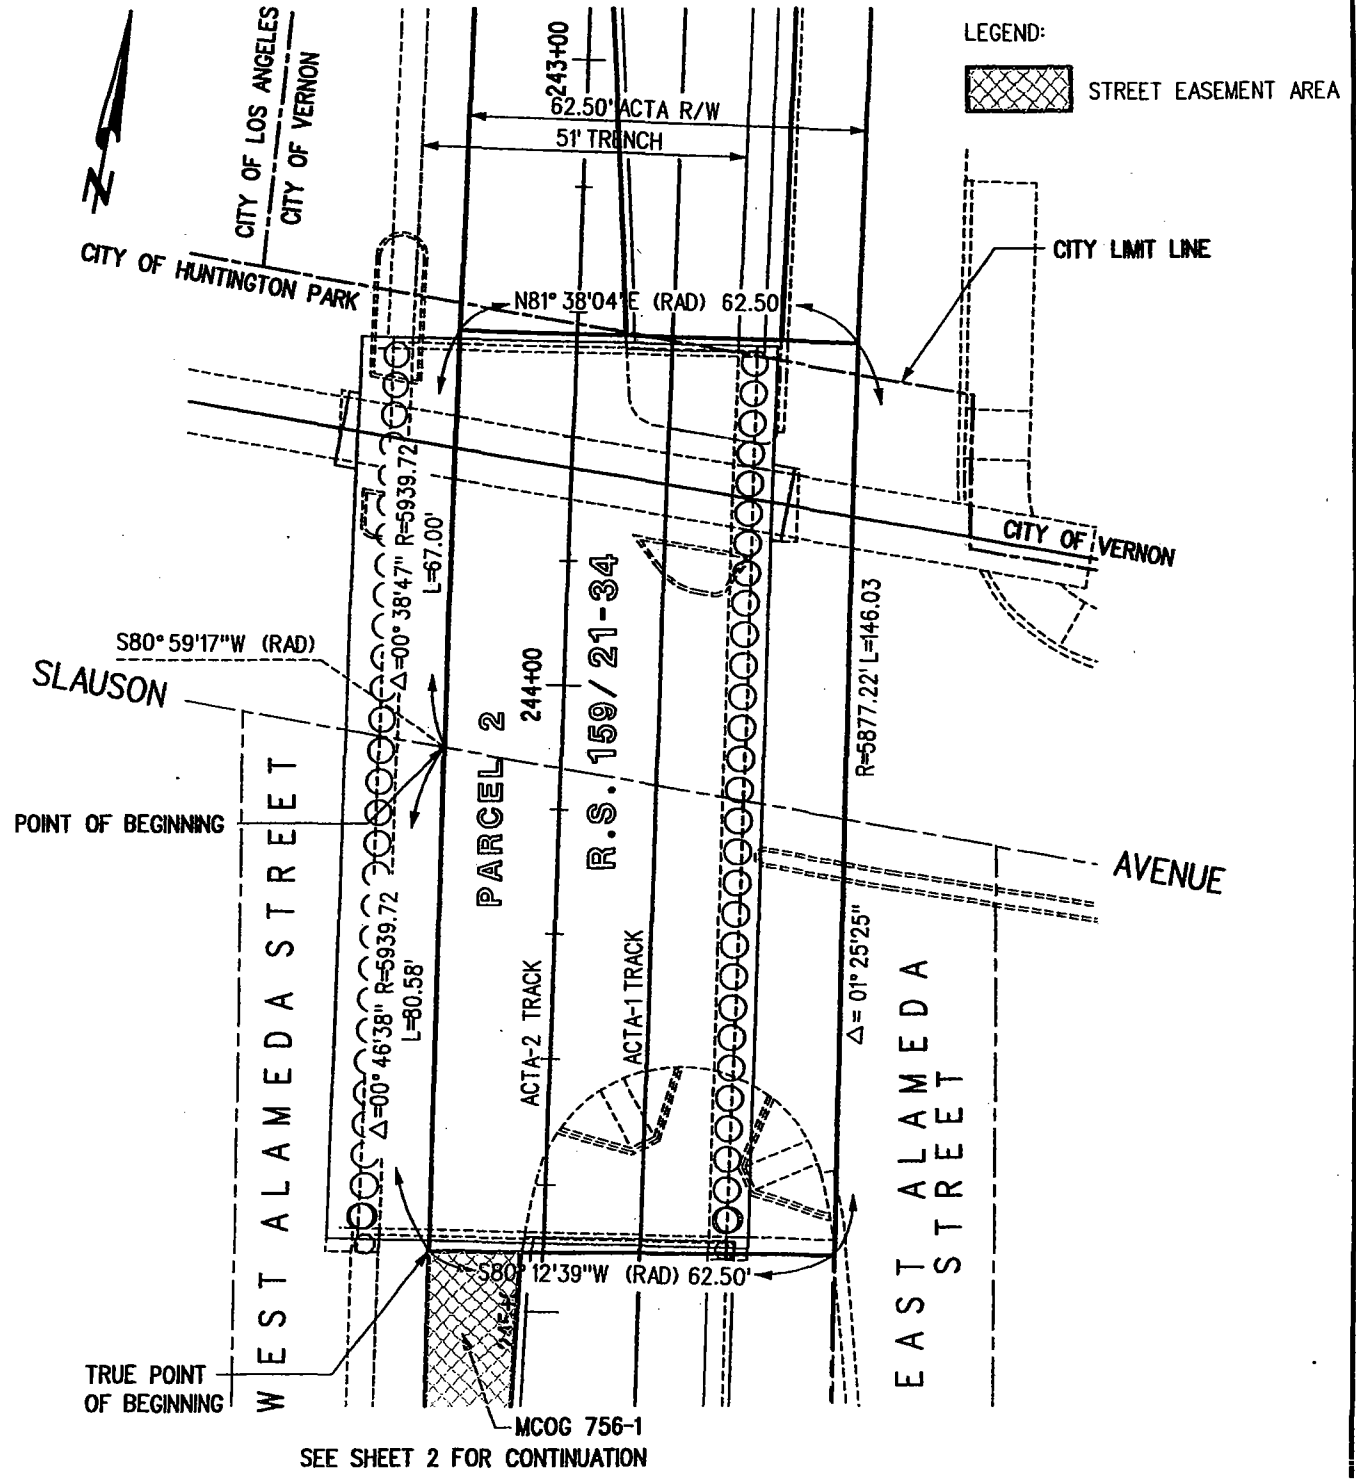 LEGEND:
STREET EASEMENT AREA
N
CITY OF LOS ANGELES
CITY OF VERNON
243+00
62.50' ACTA R/W
51' TRENCH
CITY OF HUNTINGTON PARK
CITY LIMIT LINE
N81°38'04"E (RAD) 62.50'
Δ=00°38'47" R=5939.72
L=67.00'
CITY OF VERNON
S80°59'17"W (RAD)
SLAUSON
R=5877.22' L=146.03
PARCEL 2
244+00
R.S. 159/21-34
POINT OF BEGINNING
AVENUE
WEST ALAMEDA STREET
Δ=00°46'38" R=5939.72
L=80.58'
ACTA-2 TRACK
ACTA-1 TRACK
Δ= 01°25'25"
EAST ALAMEDA
STREET
S80°12'39"W (RAD) 62.50'
TRUE POINT
OF BEGINNING
MCOG 756-1
SEE SHEET 2 FOR CONTINUATION